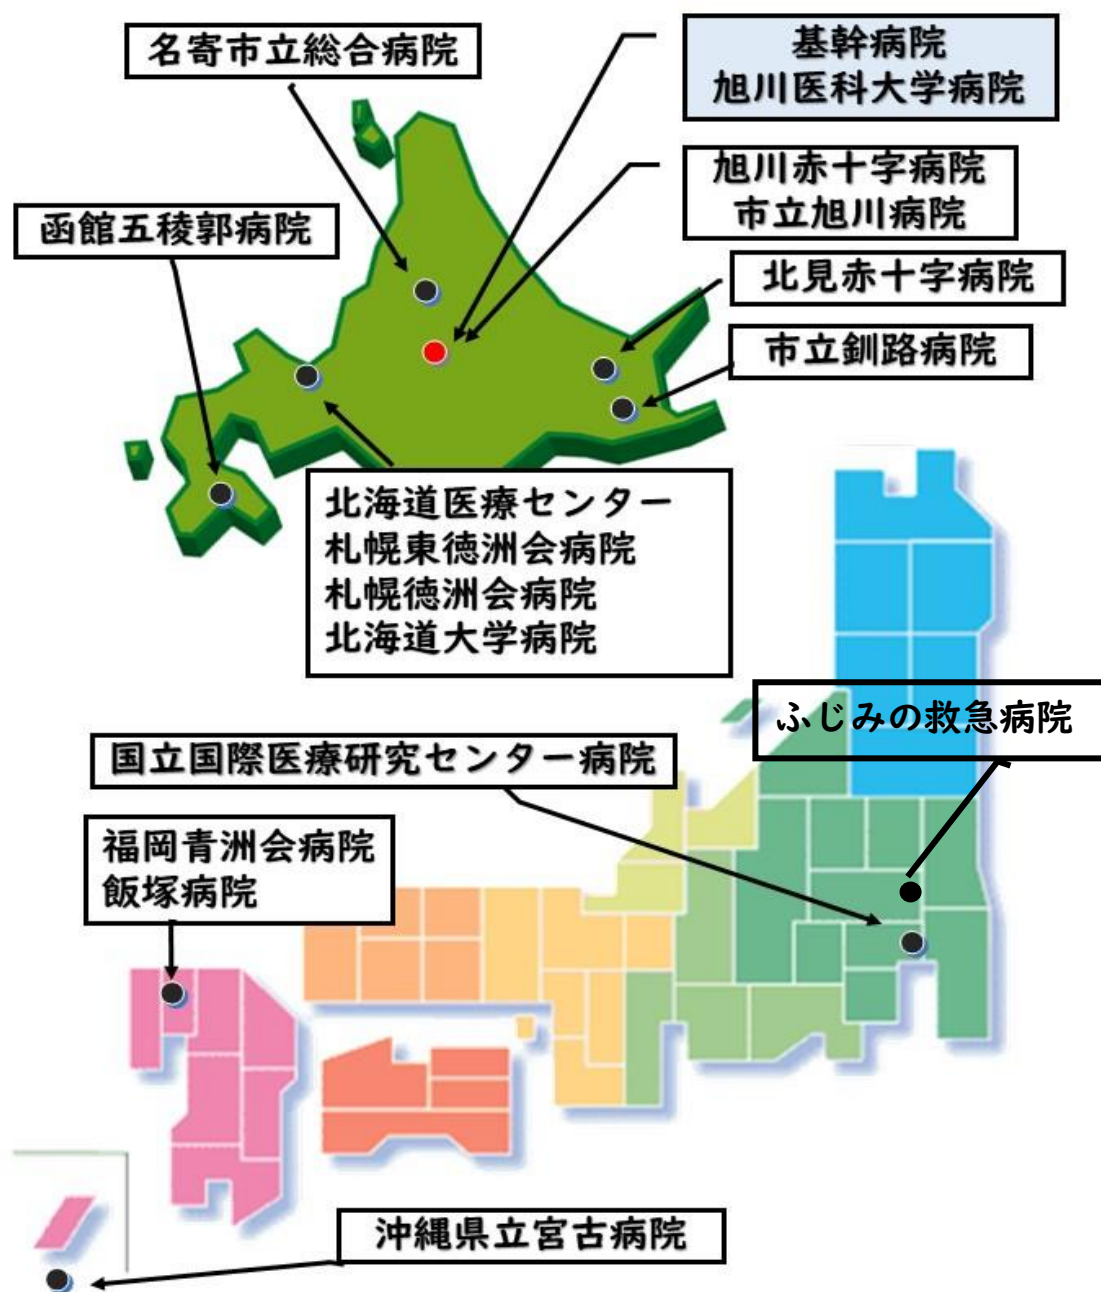 名寄市立総合病院
基幹病院
旭川医科大学病院
旭川赤十字病院
市立旭川病院
函館五稜郭病院
北見赤十字病院
市立釧路病院
北海道医療センター
札幌東徳洲会病院
札幌徳洲会病院
北海道大学病院
ふじみの救急病院
国立国際医療研究センター病院
福岡青洲会病院
飯塚病院
沖縄県立宮古病院